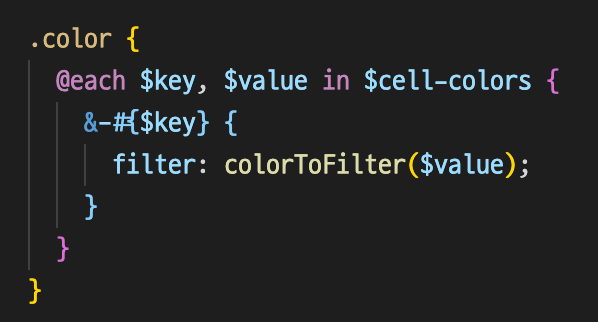 .color {
@each $key, $value in $cell-colors {
&-#{$key} {
filter: colorToFilter($value);
}
}
}